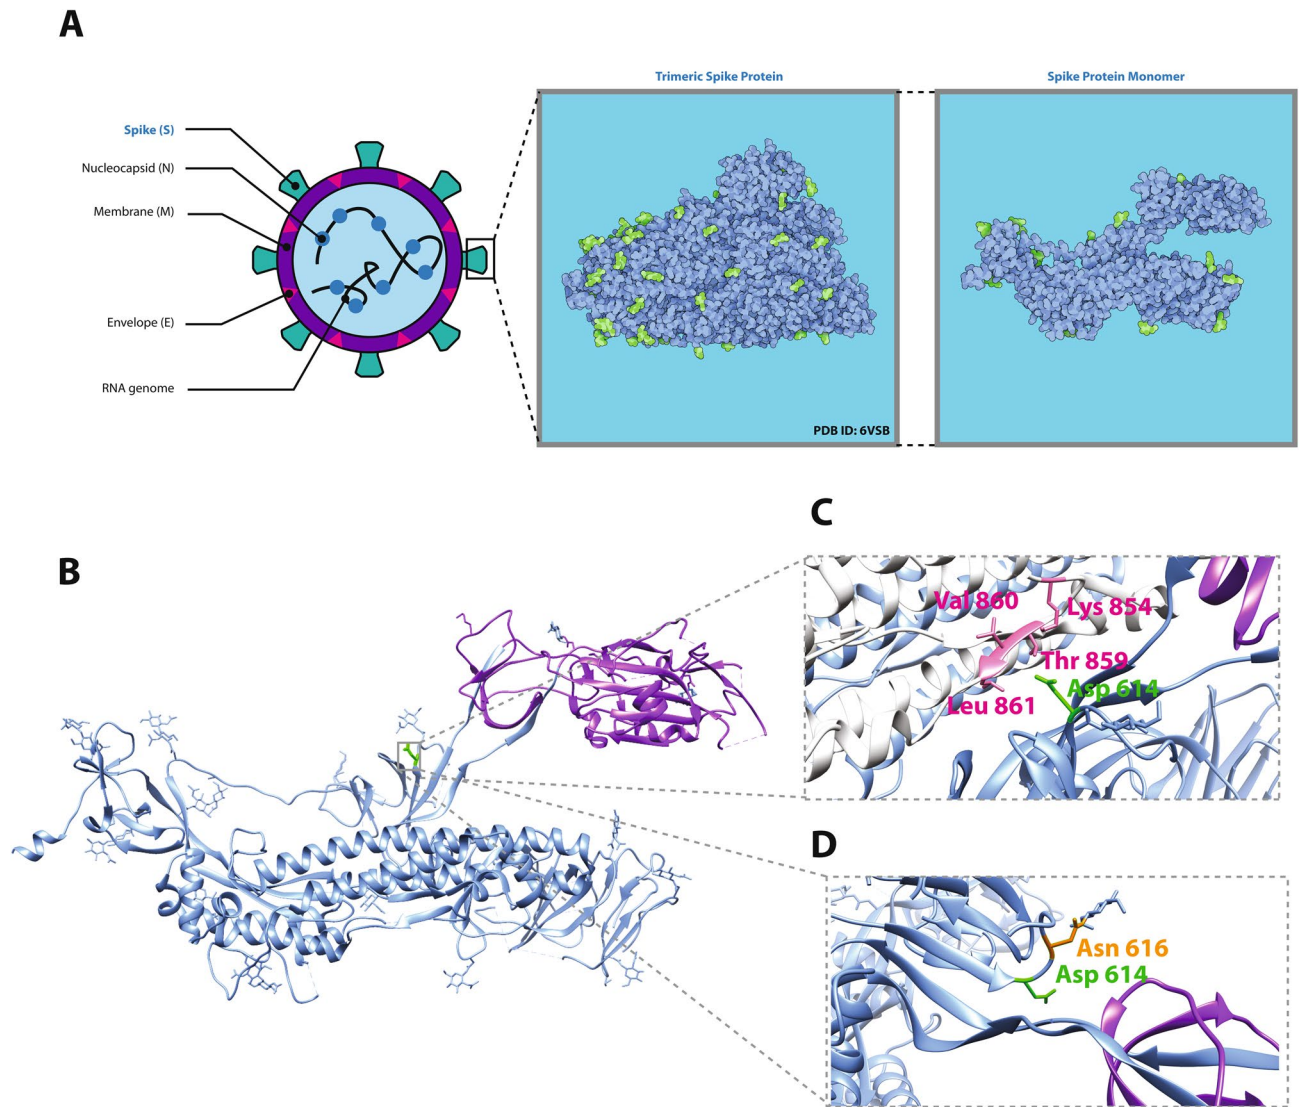 A
Trimeric Spike Protein
Spike Protein Monomer
Spike (S)
Nucleocapsid (N)
Membrane (M)
Envelope (E)
RNA genome
PDB ID: 6VSB
B
C
Val 860
Lys 854
Thr 859
Asp 614
Leu 861
D
Asn 616
Asp 614